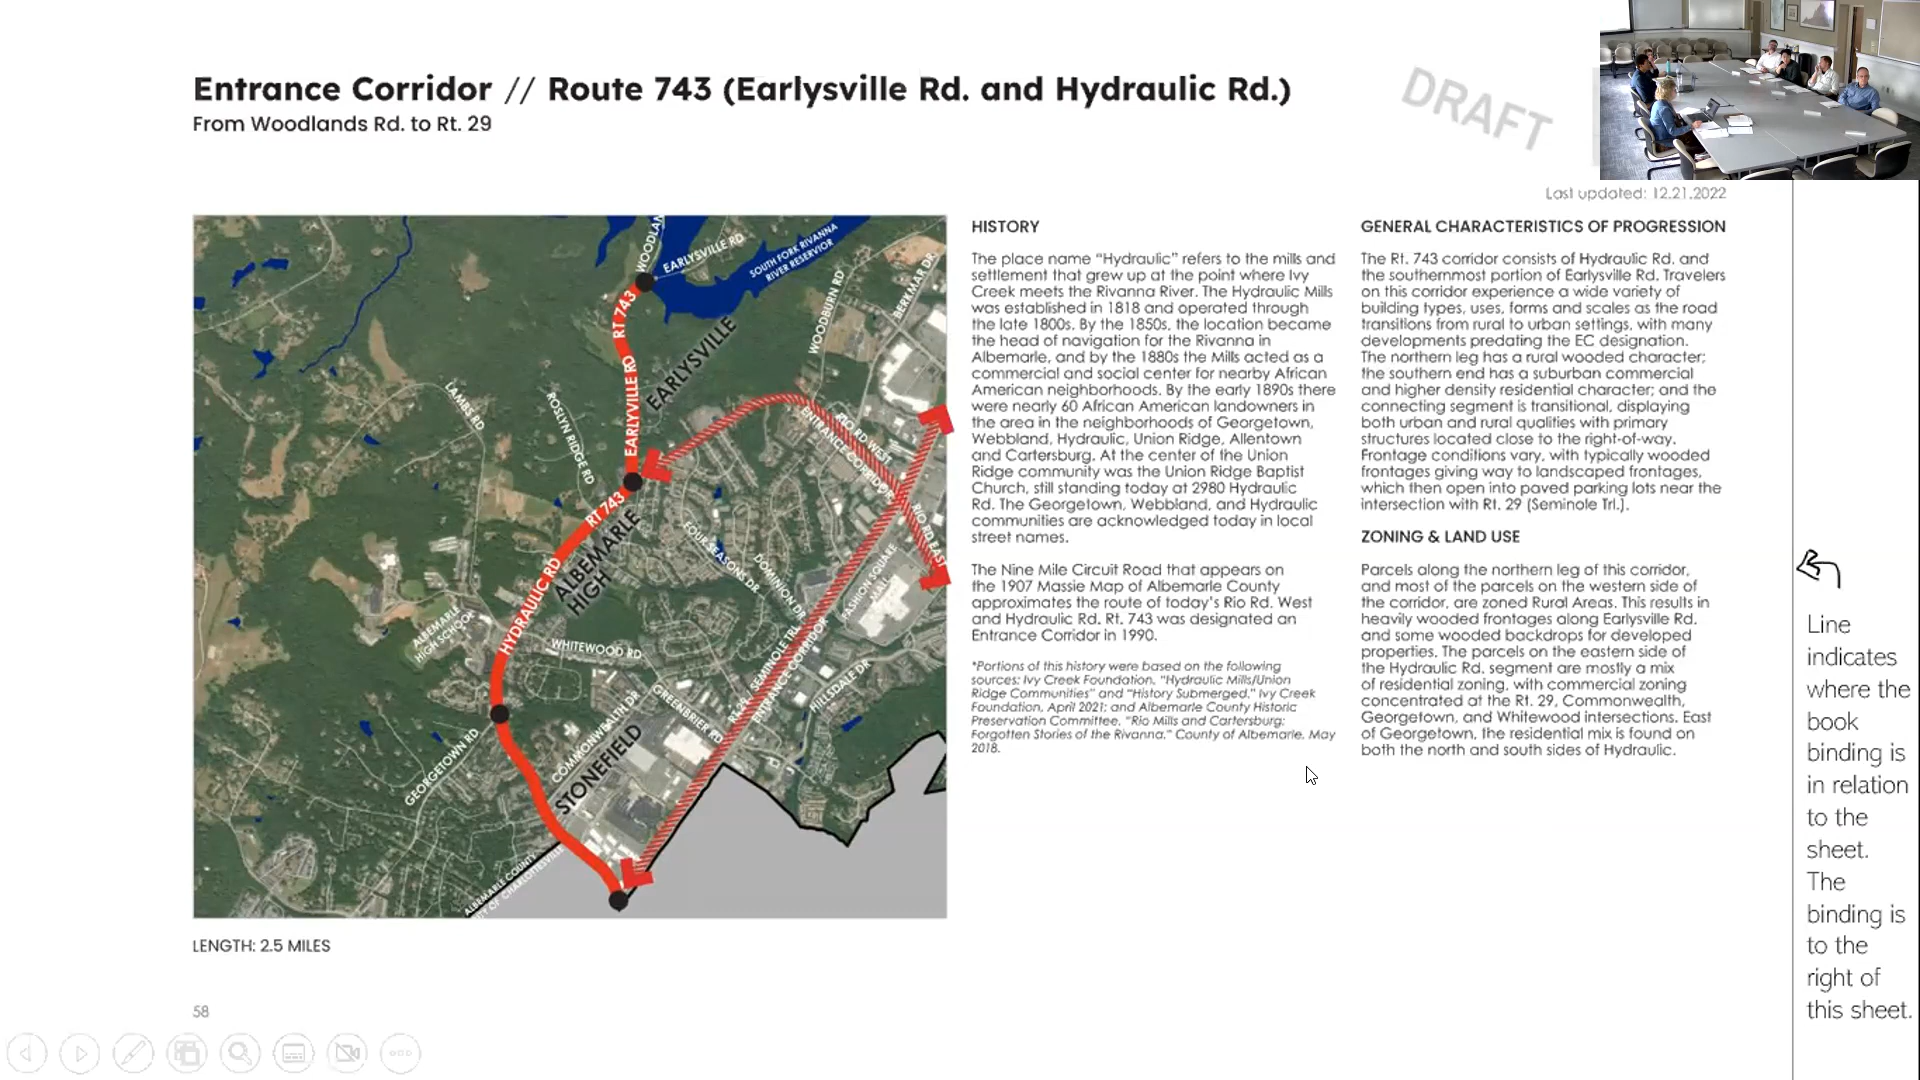 Entrance Corridor // Route 743 (Earlysville Rd. and Hydraulic Rd.)
From Woodlands Rd. to Rt. 29
DRAFT
Last updated: 12.21.2022
WOODLAN
EARLYSVILLE RD
SOUTH FORK RIVANNA
RIVER RESERVIOR
WOODBURN RD
BERKMAR DR
RT 743
EARLYVILLE RD
EARLYSVILLE
LAMBS RD
ROSLYN RIDGE RD
RIO RD WEST
ENTRANCE CORRIDOR
RT 743
RIO RD EAST
ALBEMARLE
HIGH
FOUR SEASONS DR
DOMINION DR
FASHION SQUARE
MALL
HYDRAULIC RD
ALBEMARLE
HIGH SCHOOL
WHITEWOOD RD
RT 29 SEMINOLE TRL
ENTRANCE CORRIDOR
HILLSDALE DR
GREENBRIER RD
COMMONWEALTH DR
GEORGETOWN RD
STONEFIELD
ALBEMARLE COUNTY
CITY OF CHARLOTTESVILLE
LENGTH: 2.5 MILES
58
HISTORY
The place name “Hydraulic” refers to the mills and
settlement that grew up at the point where Ivy
Creek meets the Rivanna River. The Hydraulic Mills
was established in 1818 and operated through
the late 1800s. By the 1850s, the location became
the head of navigation for the Rivanna in
Albemarle, and by the 1880s the Mills acted as a
commercial and social center for nearby African
American neighborhoods. By the early 1890s there
were nearly 60 African American landowners in
the area in the neighborhoods of Georgetown,
Webbland, Hydraulic, Union Ridge, Allentown
and Cartersburg. At the center of the Union
Ridge community was the Union Ridge Baptist
Church, still standing today at 2980 Hydraulic
Rd. The Georgetown, Webbland, and Hydraulic
communities are acknowledged today in local
street names.
The Nine Mile Circuit Road that appears on
the 1907 Massie Map of Albemarle County
approximates the route of today’s Rio Rd. West
and Hydraulic Rd. Rt. 743 was designated an
Entrance Corridor in 1990.
*Portions of this history were based on the following
sources: Ivy Creek Foundation, “Hydraulic Mills/Union
Ridge Communities” and “History Submerged,” Ivy Creek
Foundation, April 2021; and Albemarle County Historic
Preservation Committee, “Rio Mills and Cartersburg:
Forgotten Stories of the Rivanna,” County of Albemarle, May
2018.
GENERAL CHARACTERISTICS OF PROGRESSION
The Rt. 743 corridor consists of Hydraulic Rd. and
the southernmost portion of Earlysville Rd. Travelers
on this corridor experience a wide variety of
building types, uses, forms and scales as the road
transitions from rural to urban settings, with many
developments predating the EC designation.
The northern leg has a rural wooded character;
the southern end has a suburban commercial
and higher density residential character; and the
connecting segment is transitional, displaying
both urban and rural qualities with primary
structures located close to the right-of-way.
Frontage conditions vary, with typically wooded
frontages giving way to landscaped frontages,
which then open into paved parking lots near the
intersection with Rt. 29 (Seminole Trl.).
ZONING & LAND USE
Parcels along the northern leg of this corridor,
and most of the parcels on the western side of
the corridor, are zoned Rural Areas. This results in
heavily wooded frontages along Earlysville Rd.
and some wooded backdrops for developed
properties. The parcels on the eastern side of
the Hydraulic Rd. segment are mostly a mix
of residential zoning, with commercial zoning
concentrated at the Rt. 29, Commonwealth,
Georgetown, and Whitewood intersections. East
of Georgetown, the residential mix is found on
both the north and south sides of Hydraulic.
Line
indicates
where the
book
binding is
in relation
to the
sheet.
The
binding is
to the
right of
this sheet.